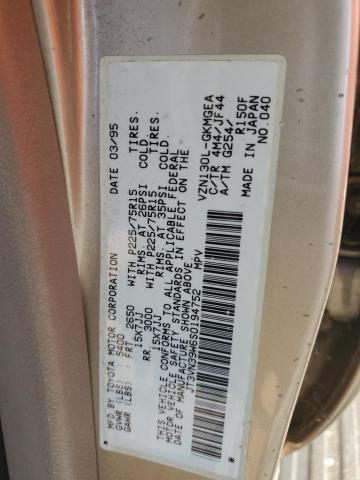 MFD BY TOYOTA MOTOR CORPORATION DATE 03/95
GVWR (LBS) : 5400
GAWR (LBS) FR: 2650 WITH P225/75R15 TIRES.
15X7JJ RIMS. AT 26PSI COLD.
RR: 3000 WITH P225/75R15 TIRES.
15X7JJ RIMS. AT 35PSI COLD.
THIS VEHICLE CONFORMS TO ALL APPLICABLE FEDERAL
MOTOR VEHICLE SAFETY STANDARDS IN EFFECT ON THE
DATE OF MANUFACTURE SHOWN ABOVE.
JT3VN39W6S0194752 MPV
VZN130L-GKMGEA
C/TR 4M4/JF44
A/TM G254/ R150F
MADE IN JAPAN
NO.040